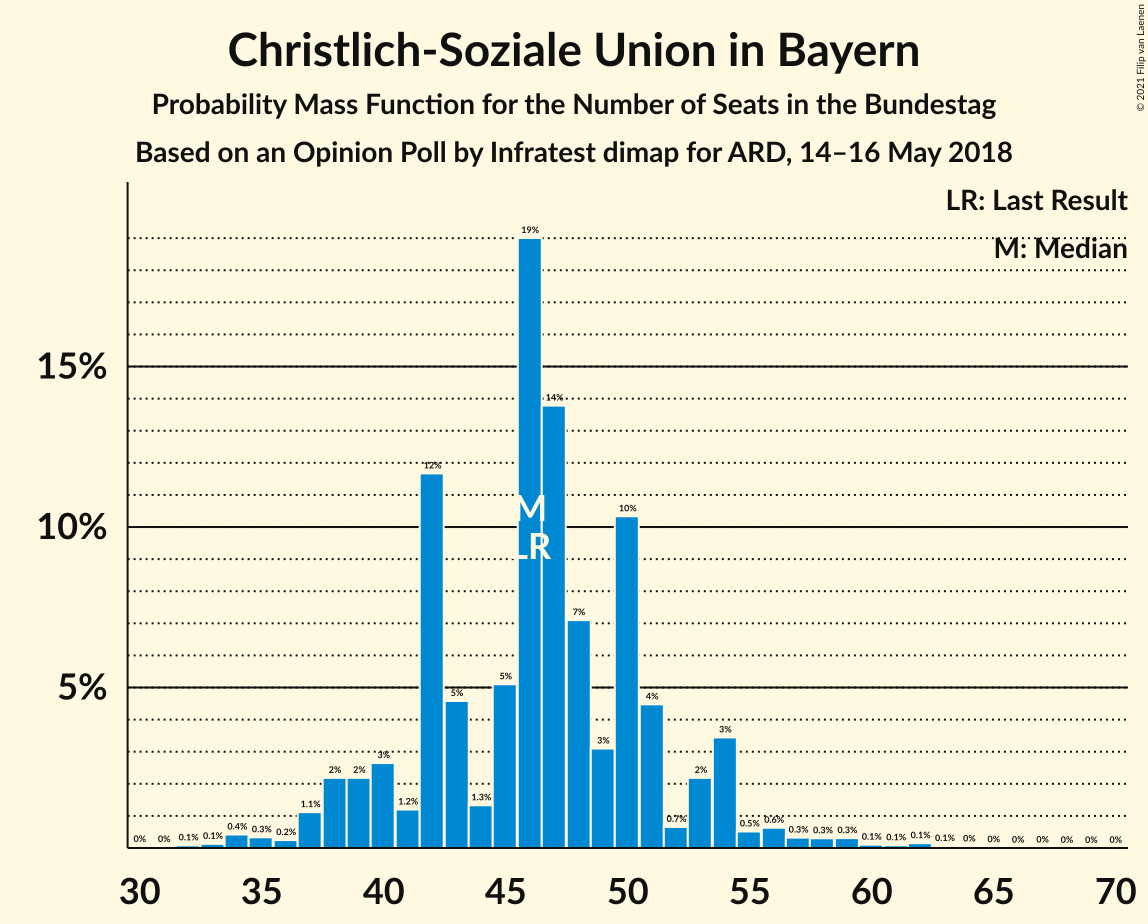 Christlich-Soziale Union in Bayern
Probability Mass Function for the Number of Seats in the Bundestag
Based on an Opinion Poll by Infratest dimap for ARD, 14–16 May 2018
© 2021 Filip van Laenen
LR: Last Result
M: Median
19%
15%
14%
12%
M
10%
10%
LR
7%
5%
5%
5%
4%
3%
3%
3%
2%
2%
2%
1.1%
1.2%
1.3%
0.7%
0.5%
0.6%
0% 0% 0.1% 0.1% 0.4% 0.3% 0.2%
0.3% 0.3% 0.3% 0.1% 0.1% 0.1% 0.1% 0% 0% 0% 0% 0% 0% 0%
30 35 40 45 50 55 60 65 70